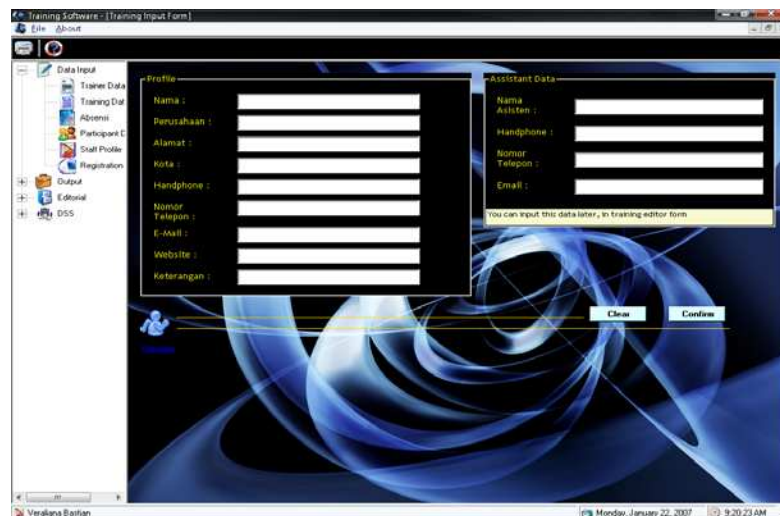 Training Software - [Training Input Form]
File About
Data Input
Trainer Data
Training Dat
Absensi
Participant D
Staff Profile
Registration
Output
Editorial
DSS
Profile
Nama :
Perusahaan :
Alamat :
Kota :
Handphone :
Nomor
Telepon :
E-Mail :
Website :
Keterangan :
Assistant Data
Nama
Asisten :
Handphone :
Nomor
Telepon :
Email :
You can input this data later, in training editor form
Clear Confirm
Veraliana Bastian Monday, January 22, 2007 9:20:23 AM